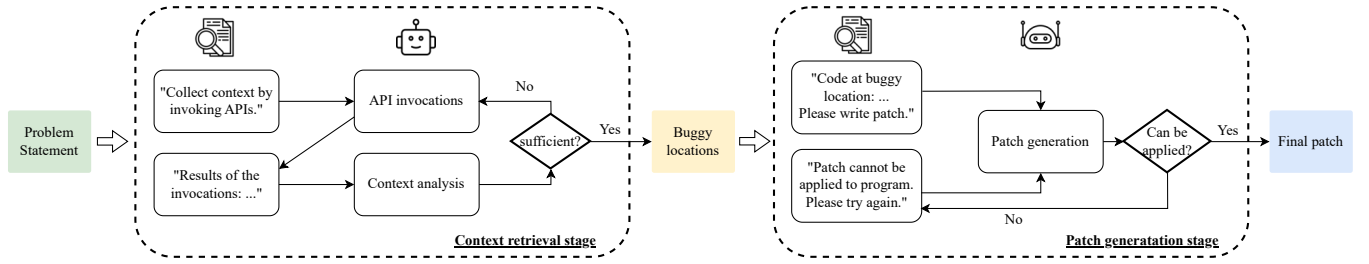 Problem
Statement
"Collect context by
invoking APIs."
API invocations
No
"Results of the
invocations: ..."
Context analysis
sufficient?
Yes
Context retrieval stage
Buggy
locations
"Code at buggy
location: ...
Please write patch."
"Patch cannot be
applied to program.
Please try again."
Patch generation
Can be
applied?
Yes
No
Patch generatation stage
Final patch